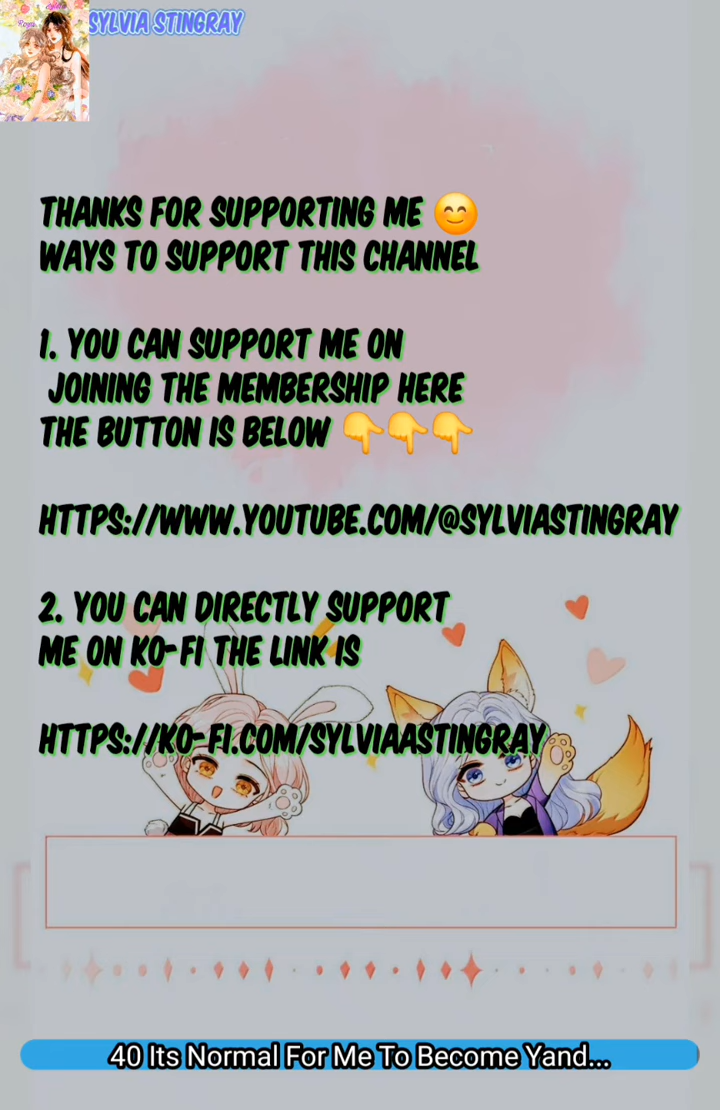 SYLVIA STINGRAY
THANKS FOR SUPPORTING ME 😊
WAYS TO SUPPORT THIS CHANNEL
1. YOU CAN SUPPORT ME ON
JOINING THE MEMBERSHIP HERE
THE BUTTON IS BELOW 👇👇👇
HTTPS://WWW.YOUTUBE.COM/@SYLVIASTINGRAY
2. YOU CAN DIRECTLY SUPPORT
ME ON KO-FI THE LINK IS
HTTPS://KO-FI.COM/SYLVIAASTINGRAY
40 Its Normal For Me To Become Yand...